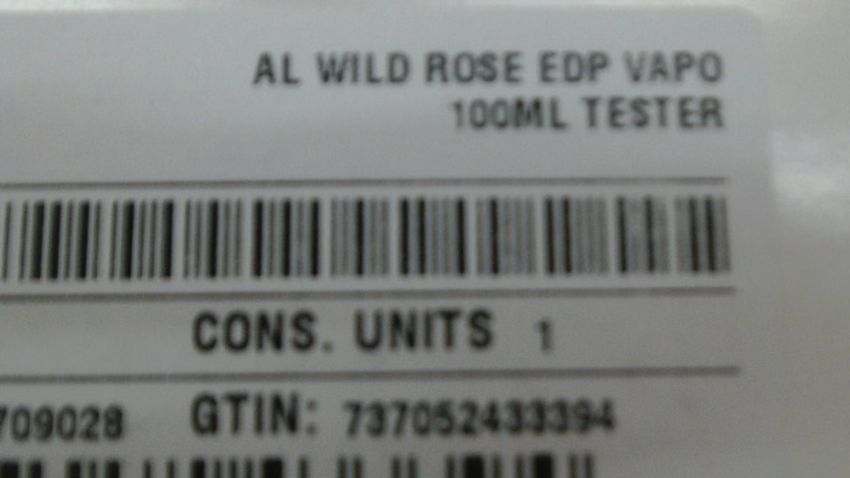 AL WILD ROSE EDP VAPO
100ML TESTER
CONS. UNITS 1
709028 GTIN: 737052433394